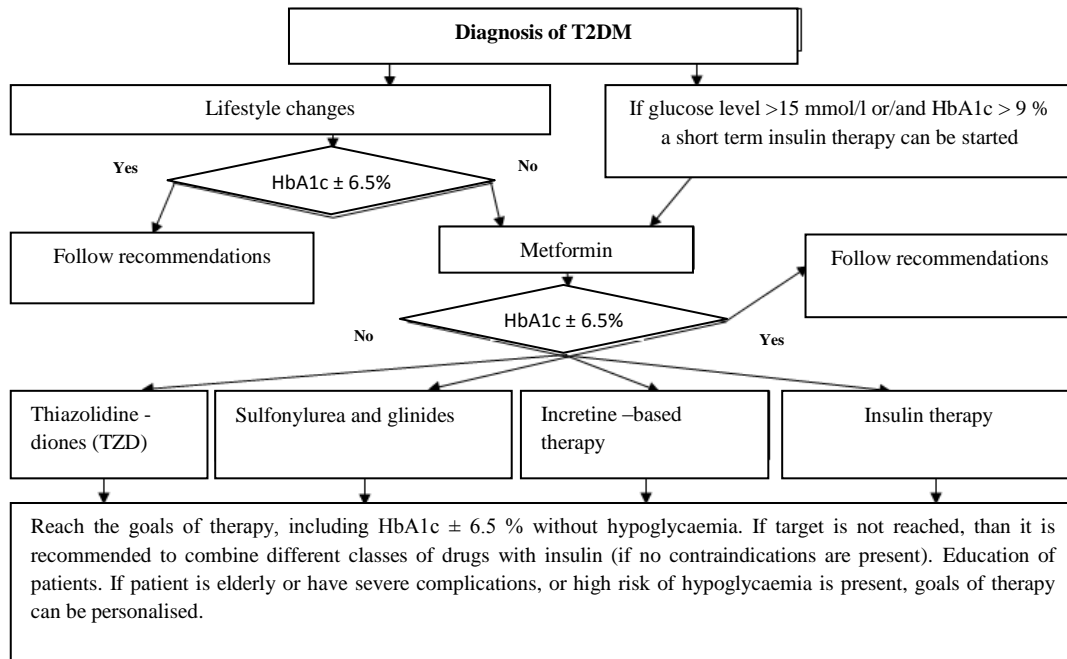 Diagnosis of T2DM
Lifestyle changes
If glucose level >15 mmol/l or/and HbA1c > 9 %
a short term insulin therapy can be started
Yes
No
HbA1c ± 6.5%
Follow recommendations
Metformin
Follow recommendations
HbA1c ± 6.5%
No
Yes
Thiazolidine -
diones (TZD)
Sulfonylurea and glinides
Incretine –based
therapy
Insulin therapy
Reach the goals of therapy, including HbA1c ± 6.5 % without hypoglycaemia. If target is not reached, than it is
recommended to combine different classes of drugs with insulin (if no contraindications are present). Education of
patients. If patient is elderly or have severe complications, or high risk of hypoglycaemia is present, goals of therapy
can be personalised.